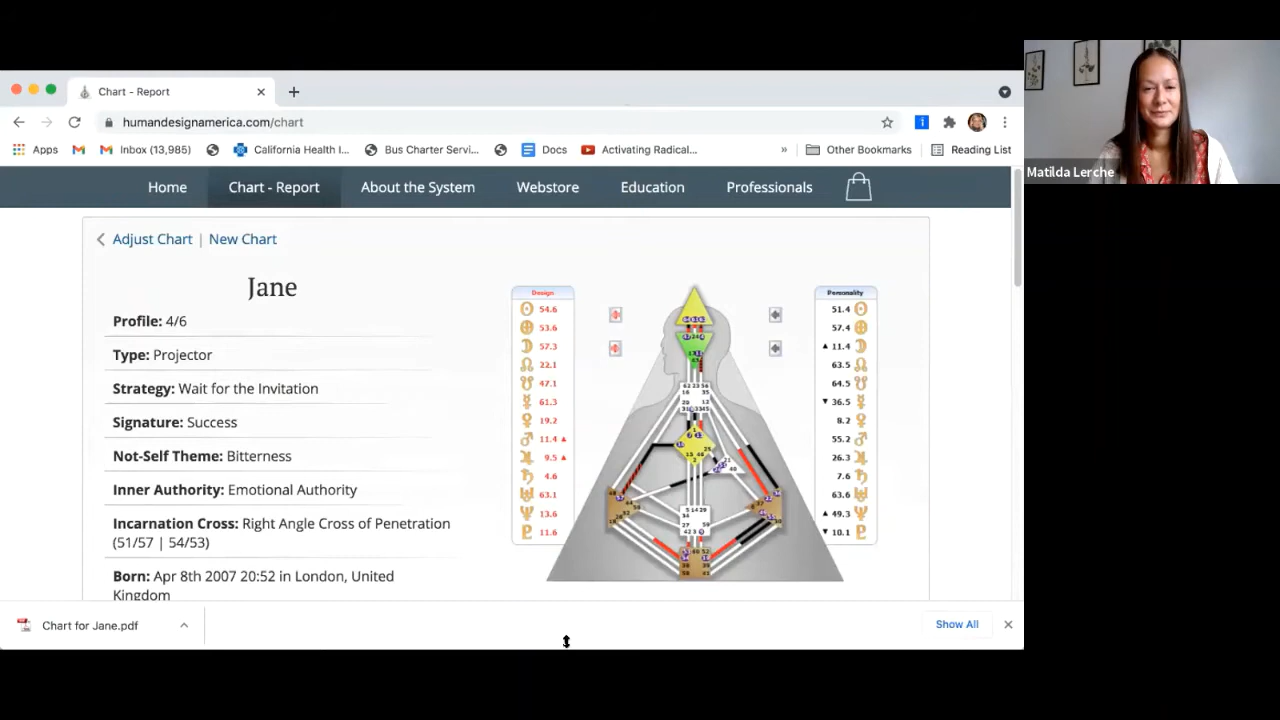 Chart - Report
humandesignamerica.com/chart
Apps
Inbox (13,985)
California Health I...
Bus Charter Servi...
Docs
Activating Radical...
»
Other Bookmarks
Reading List
Home
Chart - Report
About the System
Webstore
Education
Professionals
Adjust Chart | New Chart
Jane
Profile: 4/6
Type: Projector
Strategy: Wait for the Invitation
Signature: Success
Not-Self Theme: Bitterness
Inner Authority: Emotional Authority
Incarnation Cross: Right Angle Cross of Penetration
(51/57 | 54/53)
Born: Apr 8th 2007 20:52 in London, United
Kingdom
Design
54.6
53.6
57.3
22.1
47.1
61.3
19.2
11.4 ▲
9.5 ▲
4.6
63.1
13.6
11.6
Personality
51.4
57.4
▲ 11.4
63.5
64.5
▼ 36.5
8.2
55.2
26.3
7.6
63.6
▲ 49.3
▼ 10.1
Chart for Jane.pdf
Show All
Matilda Lerche